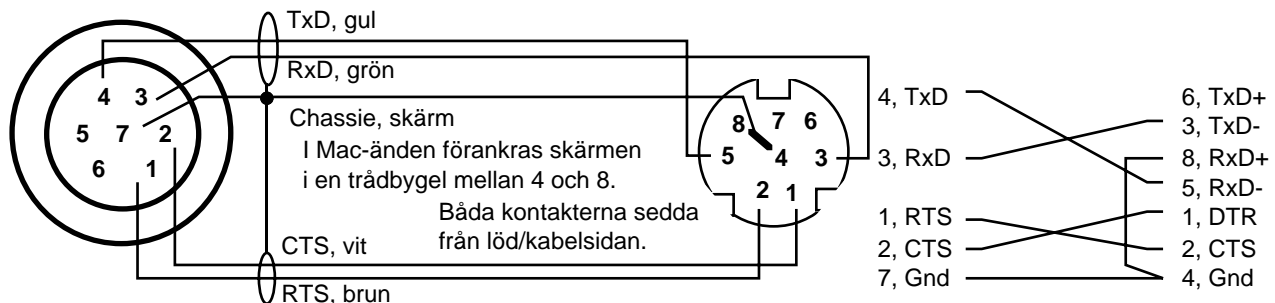 TxD, gul
RxD, grön
4 3
5 7 2
6 1
Chassie, skärm
I Mac-änden förankras skärmen
i en trådbygel mellan 4 och 8.
Båda kontakterna sedda
från löd/kabelsidan.
CTS, vit
RTS, brun
8 7 6
5 4 3
2 1
4, TxD
3, RxD
1, RTS
2, CTS
7, Gnd
6, TxD+
3, TxD-
8, RxD+
5, RxD-
1, DTR
2, CTS
4, Gnd